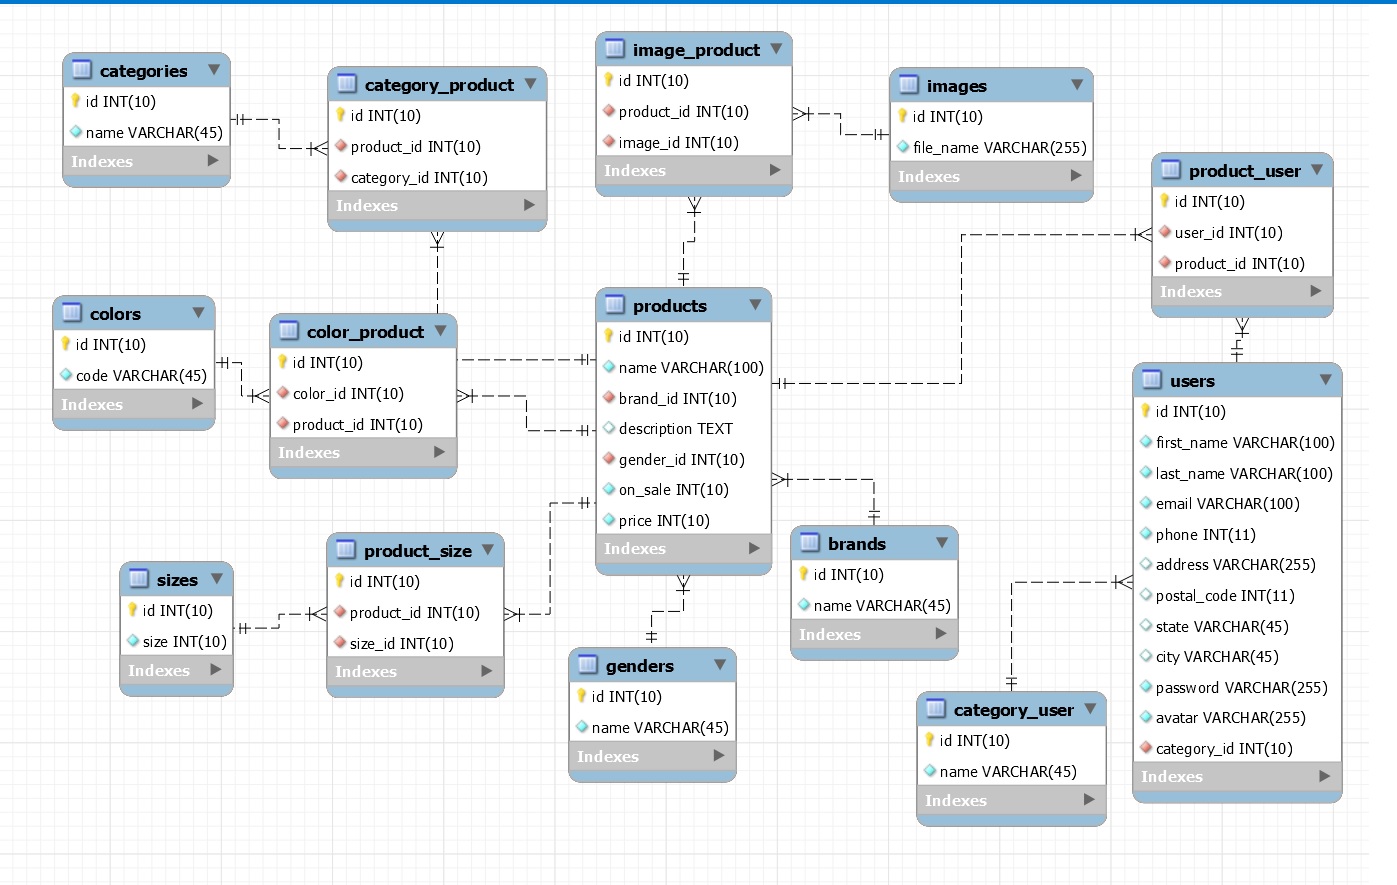 categories
id INT(10)
name VARCHAR(45)
Indexes
category_product
id INT(10)
product_id INT(10)
category_id INT(10)
Indexes
image_product
id INT(10)
product_id INT(10)
image_id INT(10)
Indexes
images
id INT(10)
file_name VARCHAR(255)
Indexes
product_user
id INT(10)
user_id INT(10)
product_id INT(10)
Indexes
colors
id INT(10)
code VARCHAR(45)
Indexes
color_product
id INT(10)
color_id INT(10)
product_id INT(10)
Indexes
products
id INT(10)
name VARCHAR(100)
brand_id INT(10)
description TEXT
gender_id INT(10)
on_sale INT(10)
price INT(10)
Indexes
users
id INT(10)
first_name VARCHAR(100)
last_name VARCHAR(100)
email VARCHAR(100)
phone INT(11)
address VARCHAR(255)
postal_code INT(11)
state VARCHAR(45)
city VARCHAR(45)
password VARCHAR(255)
avatar VARCHAR(255)
category_id INT(10)
Indexes
sizes
id INT(10)
size INT(10)
Indexes
product_size
id INT(10)
product_id INT(10)
size_id INT(10)
Indexes
brands
id INT(10)
name VARCHAR(45)
Indexes
genders
id INT(10)
name VARCHAR(45)
Indexes
category_user
id INT(10)
name VARCHAR(45)
Indexes